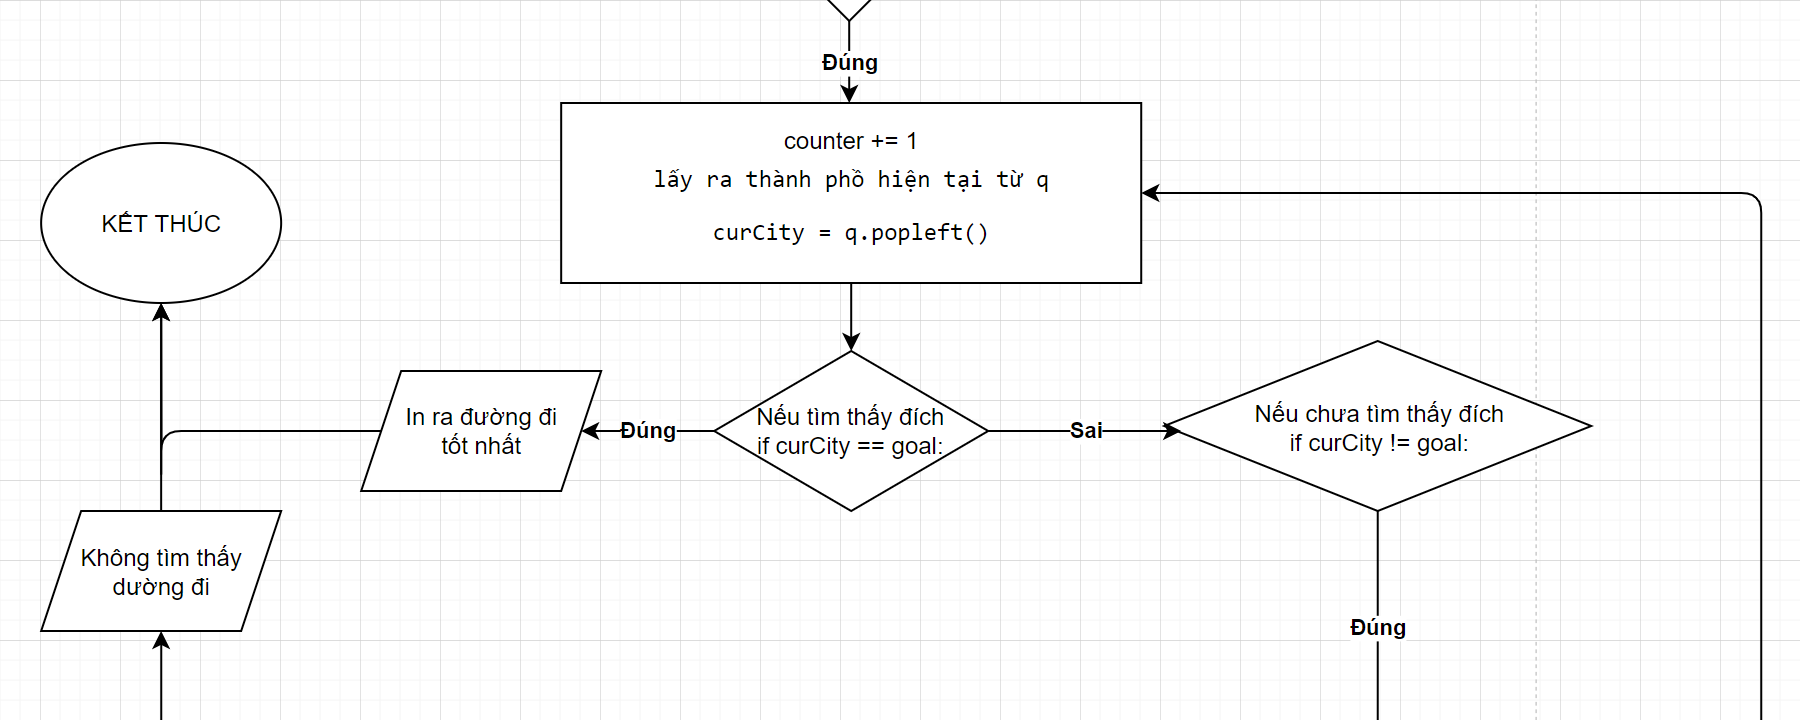 Đúng
counter += 1
lấy ra thành phồ hiện tại từ q
curCity = q.popleft()
KẾT THÚC
In ra đường đi
tốt nhất
Đúng
Nếu tìm thấy đích
if curCity == goal:
Sai
Nếu chưa tìm thấy đích
if curCity != goal:
Không tìm thấy
dường đi
Đúng